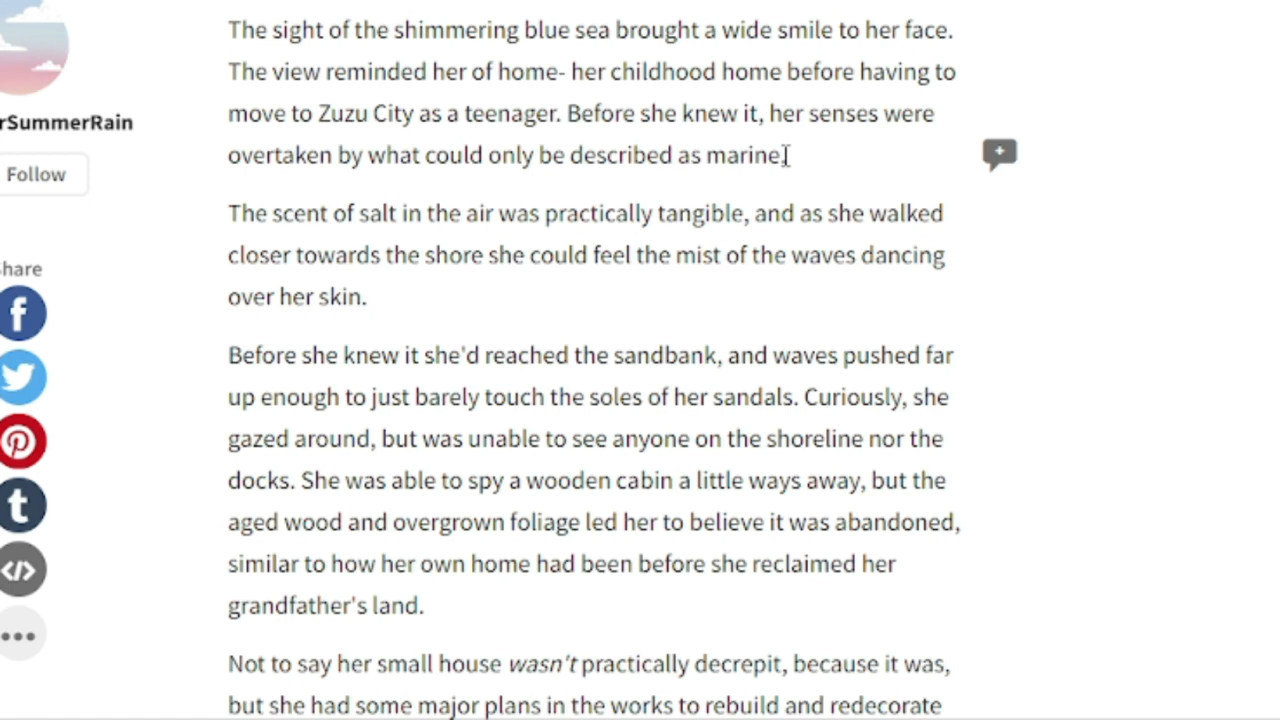 The sight of the shimmering blue sea brought a wide smile to her face.
The view reminded her of home- her childhood home before having to
move to Zuzu City as a teenager. Before she knew it, her senses were
overtaken by what could only be described as marine.
rSummerRain
Follow
The scent of salt in the air was practically tangible, and as she walked
closer towards the shore she could feel the mist of the waves dancing
over her skin.
hare
Before she knew it she'd reached the sandbank, and waves pushed far
up enough to just barely touch the soles of her sandals. Curiously, she
gazed around, but was unable to see anyone on the shoreline nor the
docks. She was able to spy a wooden cabin a little ways away, but the
aged wood and overgrown foliage led her to believe it was abandoned,
similar to how her own home had been before she reclaimed her
grandfather's land.
Not to say her small house wasn't practically decrepit, because it was,
but she had some major plans in the works to rebuild and redecorate